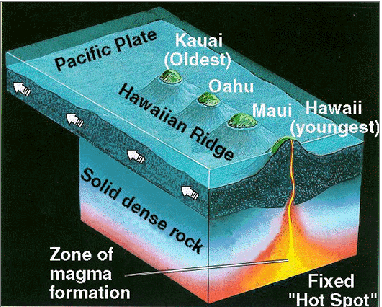 Pacific Plate
Kauai
(Oldest)
Oahu
Maui
Hawaii
(youngest)
Hawaiian Ridge
Solid dense rock
Zone of
magma
formation
Fixed
"Hot Spot"